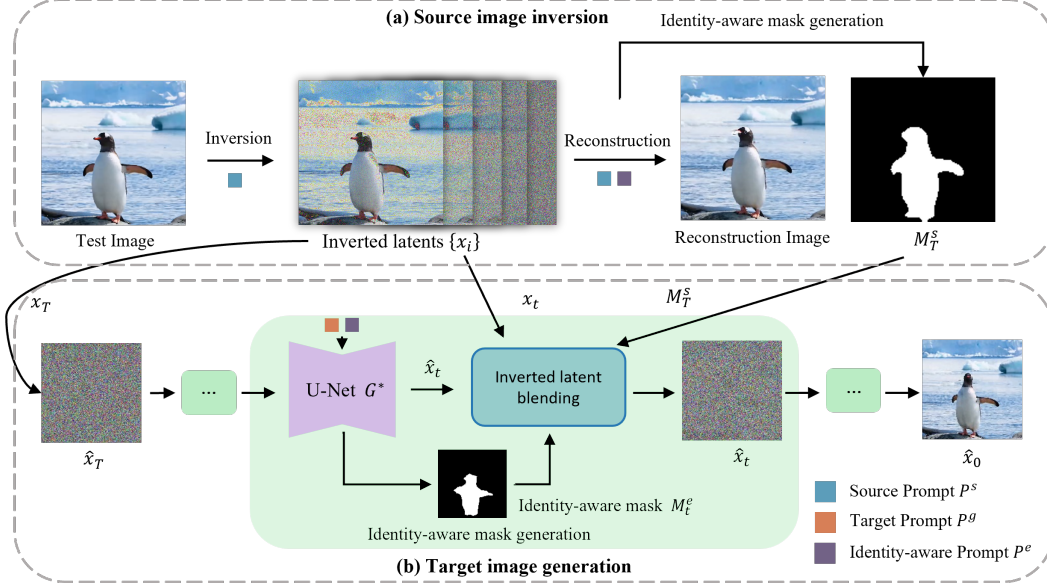 (a) Source image inversion
Identity-aware mask generation
Inversion
Reconstruction
Test Image
Inverted latents {x_i}
Reconstruction Image
M_T^s
x_T
x_t
M_T^s
U-Net G*
x̂_t
Inverted latent
blending
...
...
x̂_T
x̂_t
x̂_0
Identity-aware mask M_t^e
Identity-aware mask generation
Source Prompt P^s
Target Prompt P^g
Identity-aware Prompt P^e
(b) Target image generation